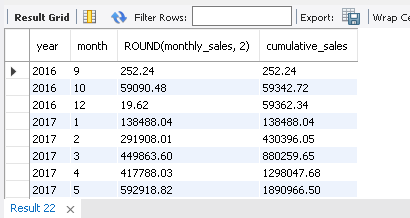 Result Grid Filter Rows: Export: Wrap Ce
year month ROUND(monthly_sales, 2) cumulative_sales
2016 9 252.24 252.24
2016 10 59090.48 59342.72
2016 12 19.62 59362.34
2017 1 138488.04 138488.04
2017 2 291908.01 430396.05
2017 3 449863.60 880259.65
2017 4 417788.03 1298047.68
2017 5 592918.82 1890966.50
Result 22